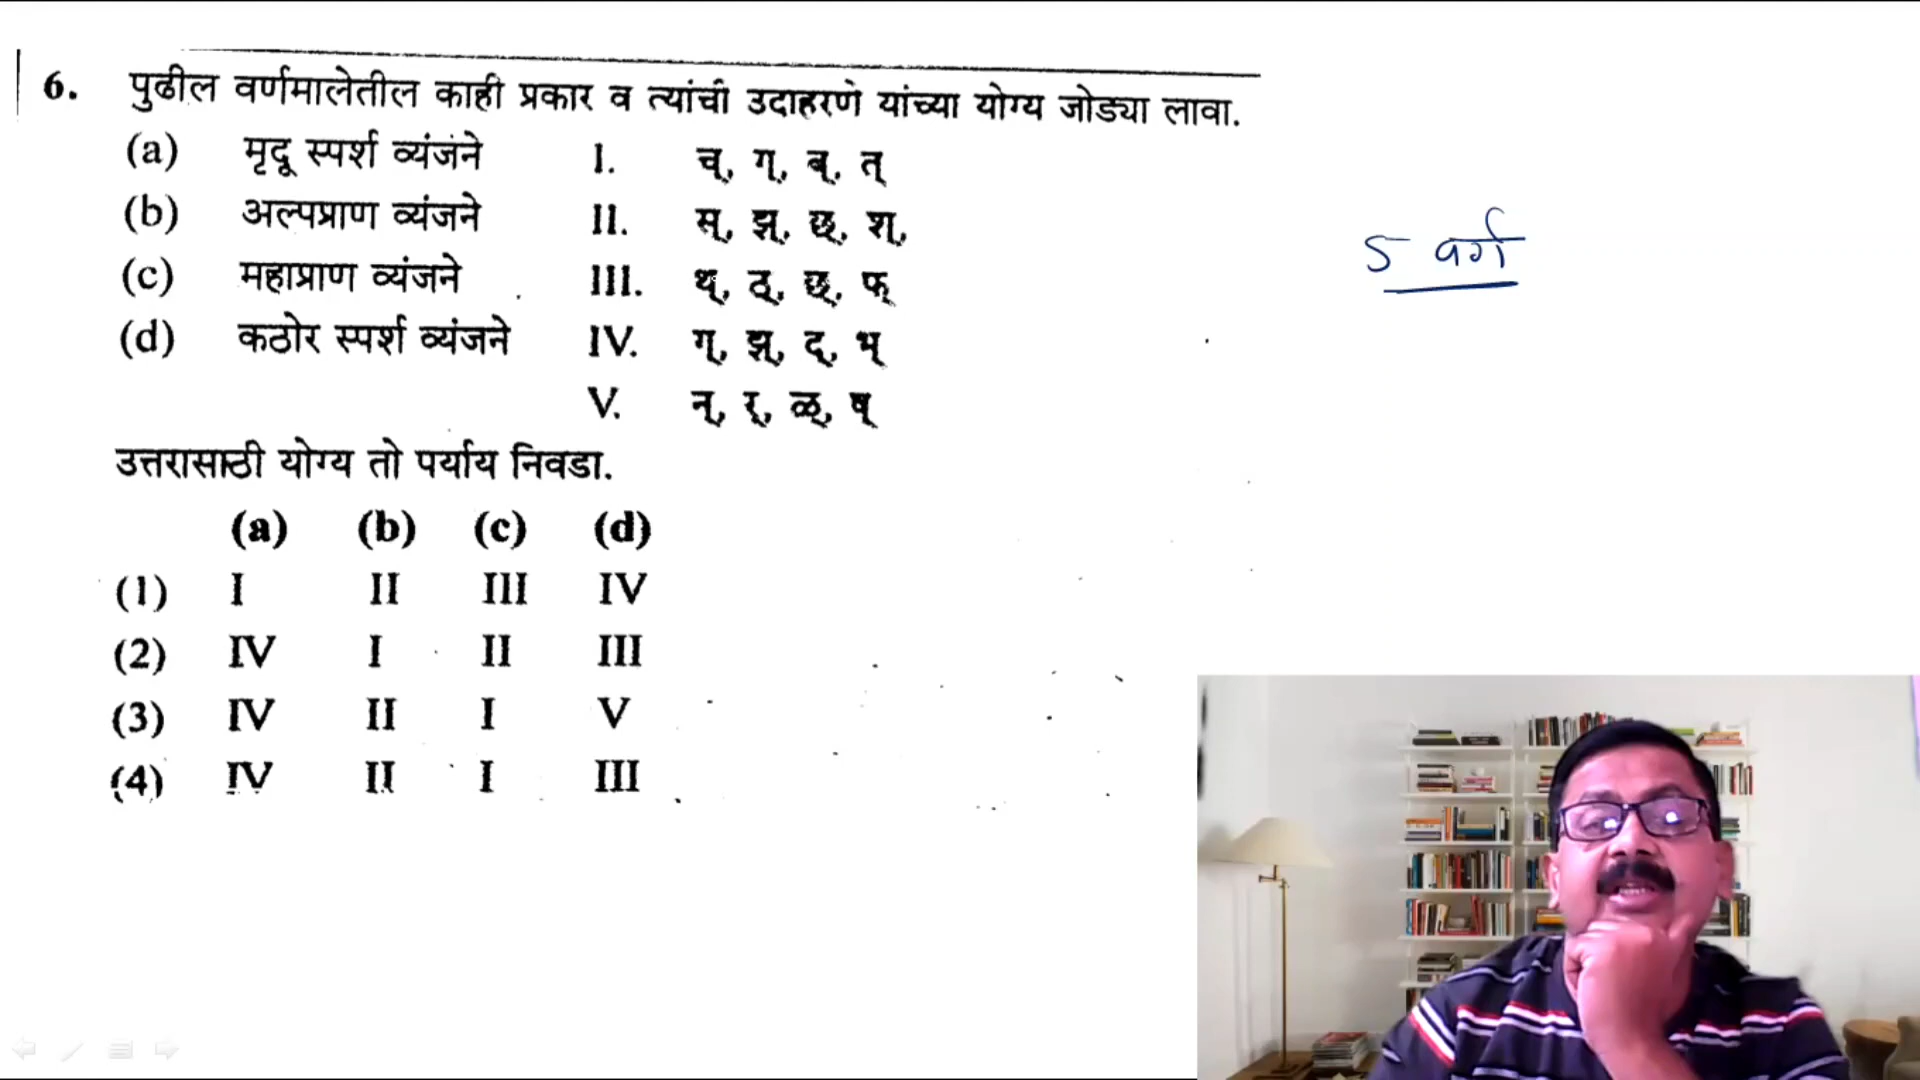 6. पुढील वर्णमालेतील काही प्रकार व त्यांची उदाहरणे यांच्या योग्य जोड्या लावा.
(a) मृदू स्पर्श व्यंजने I. च्, ग्, ब्, त्
(b) अल्पप्राण व्यंजने II. स्, झ्, छ्, श्,
(c) महाप्राण व्यंजने III. थ्, ठ्, छ्, फ्
(d) कठोर स्पर्श व्यंजने IV. ग्, झ्, द्, भ्
V. न्, र्, ळ्, ष्
5 वर्ग
उत्तरासाठी योग्य तो पर्याय निवडा.
(a) (b) (c) (d)
(1) I II III IV
(2) IV I II III
(3) IV II I V
(4) IV II I III